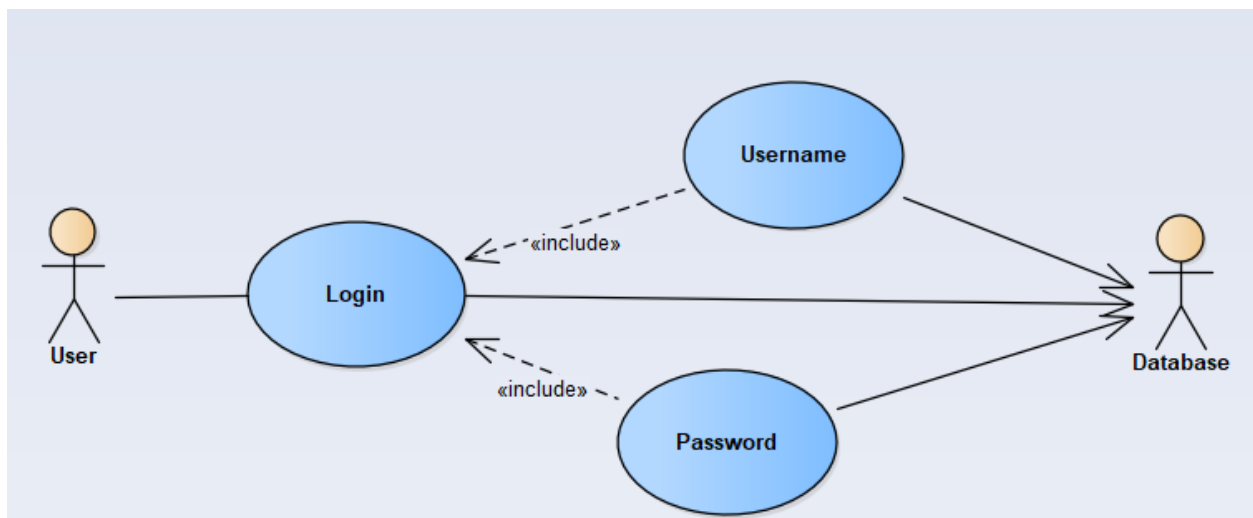 Username
«include»
Login
User
Database
«include»
Password